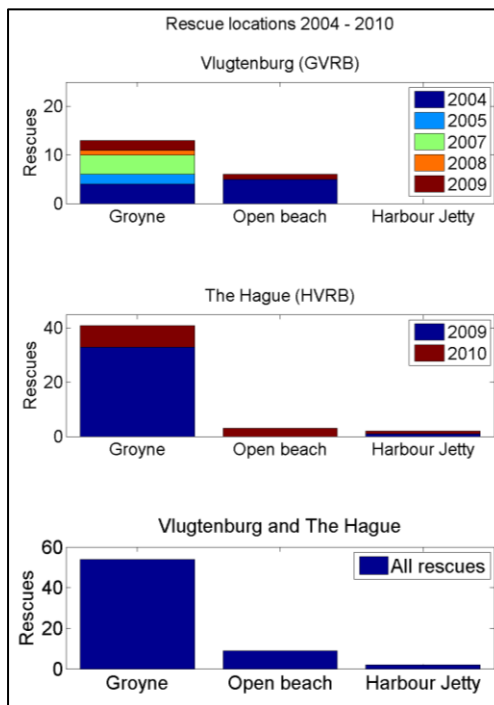 Rescue locations 2004 - 2010
Vlugtenburg (GVRB)
20
10
0
Rescues
2004
2005
2007
2008
2009
Groyne Open beach Harbour Jetty
The Hague (HVRB)
40
20
0
Rescues
2009
2010
Groyne Open beach Harbour Jetty
Vlugtenburg and The Hague
60
40
20
0
Rescues
All rescues
Groyne Open beach Harbour Jetty